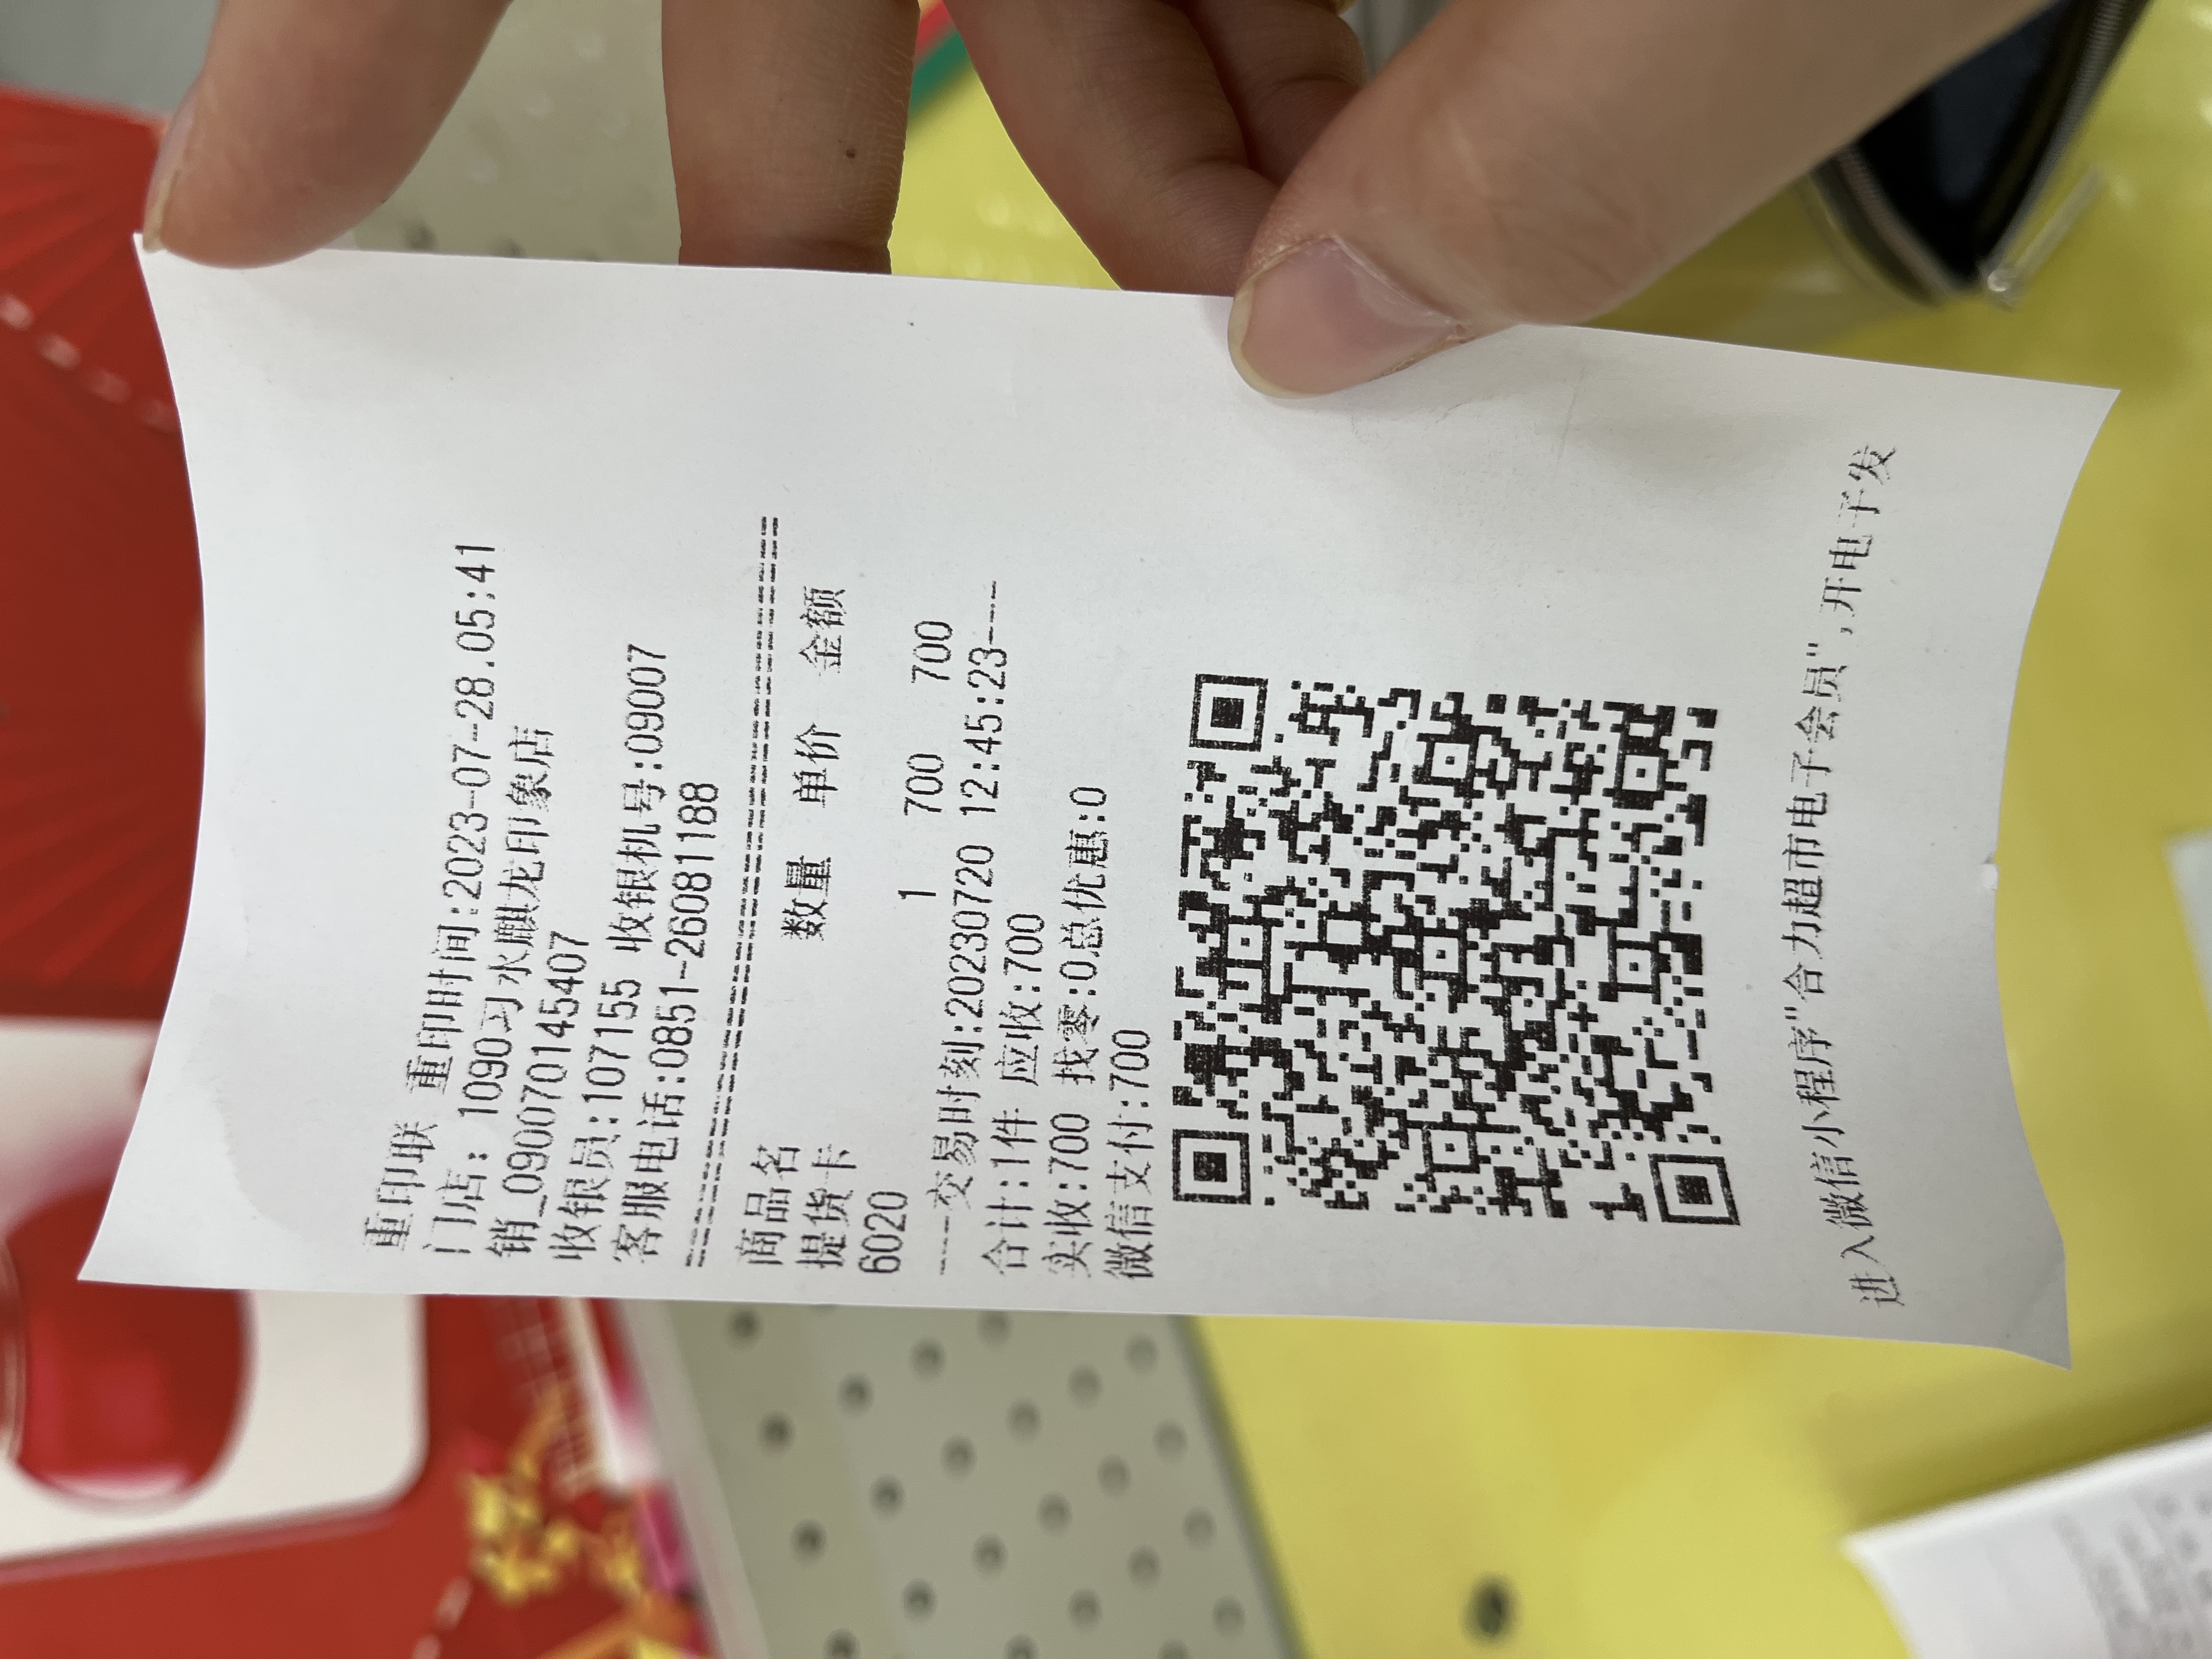 重印联 重印时间:2023-07-28.05:41
门店: 1090习水麒龙印象店
销_090070145407
收银员:107155 收银机号:09007
客服电话:0851-26081188
================================
商品名 数量 单价 金额
提货卡
6020 1 700 700
----交易时刻:20230720 12:45:23----
合计:1件 应收:700
实收:700 找零:0总优惠:0
微信支付:700
进入微信小程序"合力超市电子会员",开电子发